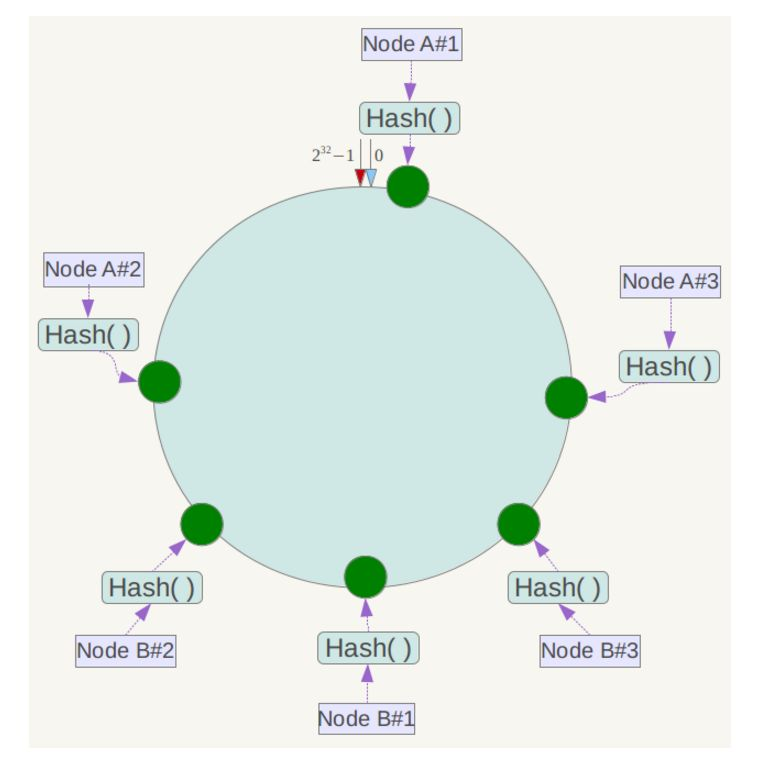 Node A#1
Hash( )
2³²−1 0
Node A#2
Hash( )
Node A#3
Hash( )
Hash( )
Node B#2
Hash( )
Node B#1
Hash( )
Node B#3